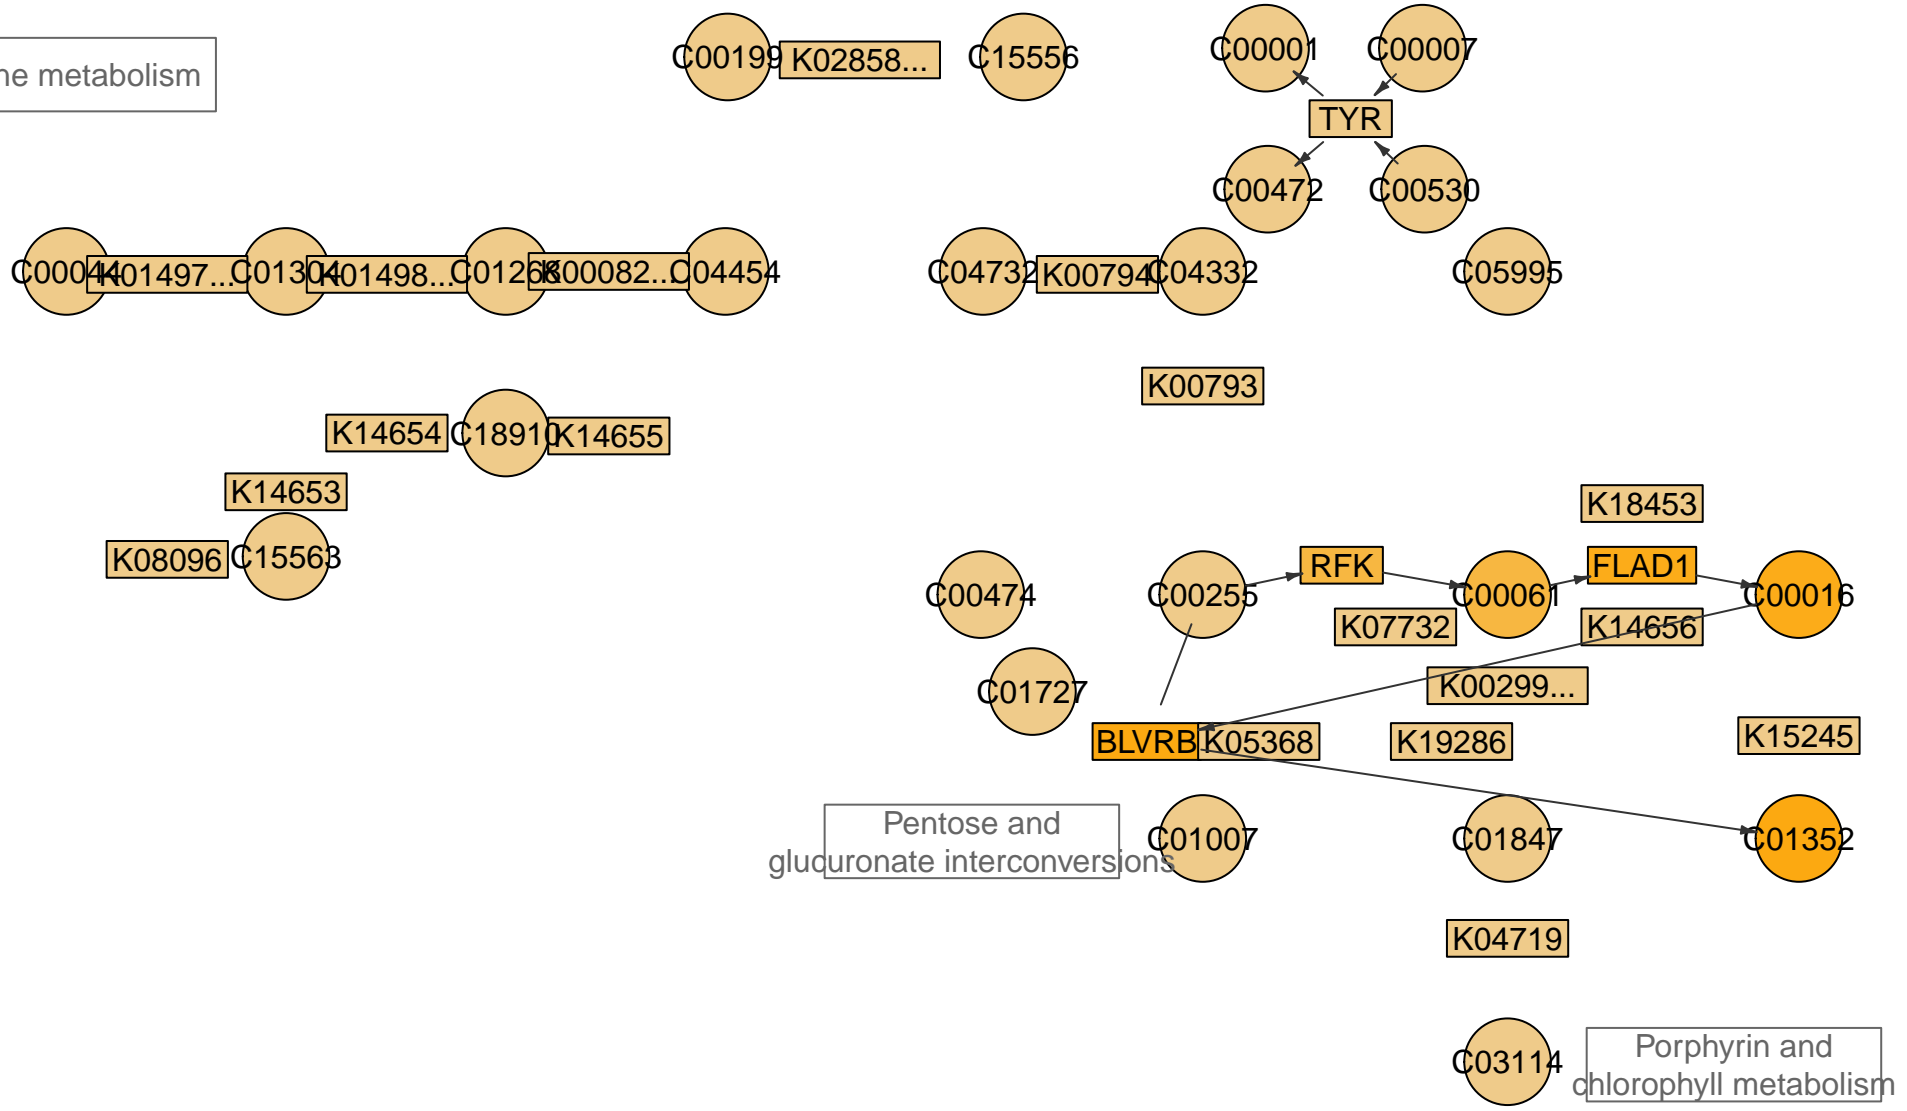 ne metabolism
C00199
K02858...
C15556
C00001
C00007
TYR
C00472
C00530
C00044
K01497...
C01304
K01498...
C01268
K00082...
C04454
C04732
K00794
C04332
C05995
K00793
K14654
C18910
K14655
K14653
K08096
C15563
K18453
C00474
C00255
RFK
C00061
FLAD1
C00016
K07732
K14656
C01727
K00299...
BLVRB
K05368
K19286
K15245
Pentose and
glucuronate interconversions
C01007
C01847
C01352
K04719
C03114
Porphyrin and
chlorophyll metabolism